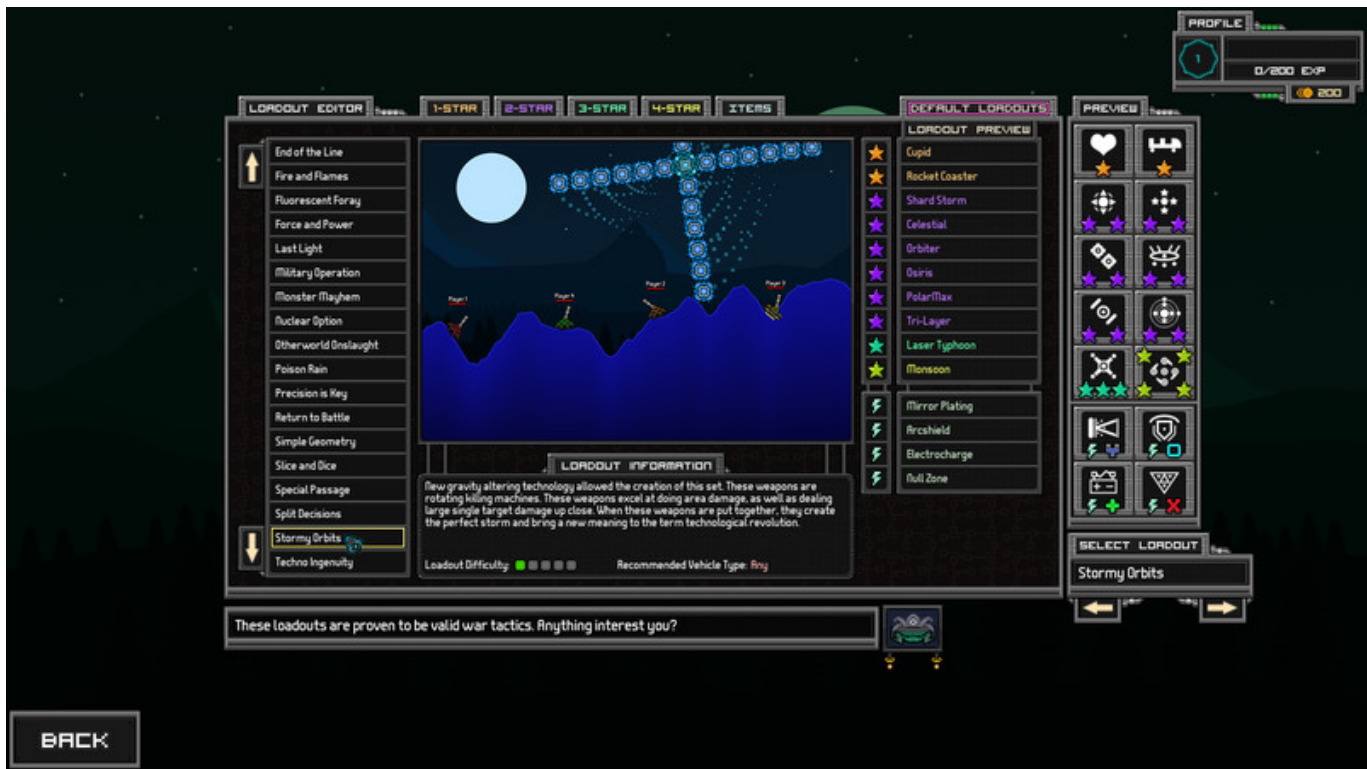 PROFILE
1
0/200 EXP
200
LOADOUT EDITOR
1-STAR
2-STAR
3-STAR
4-STAR
ITEMS
DEFAULT LOADOUTS
PREVIEW
LOADOUT PREVIEW
End of the Line
Fire and Flames
Fluorescent Foray
Force and Power
Last Light
Military Operation
Monster Mayhem
Nuclear Option
Otherworld Onslaught
Poison Rain
Precision is Key
Return to Battle
Simple Geometry
Slice and Dice
Special Passage
Split Decisions
Stormy Orbits
Techno Ingenuity
Player 1
Player 4
Player 2
Player 3
LOADOUT INFORMATION
New gravity altering technology allowed the creation of this set. These weapons are
rotating killing machines. These weapons excel at doing area damage, as well as dealing
large single target damage up close. When these weapons are put together, they create
the perfect storm and bring a new meaning to the term technological revolution.
Loadout Difficulty:
Recommended Vehicle Type: Any
Cupid
Rocket Coaster
Shard Storm
Celestial
Orbiter
Osiris
PolarMax
Tri-Layer
Laser Typhoon
Monsoon
Mirror Plating
Arcshield
Electrocharge
Null Zone
SELECT LOADOUT
Stormy Orbits
These loadouts are proven to be valid war tactics. Anything interest you?
BACK